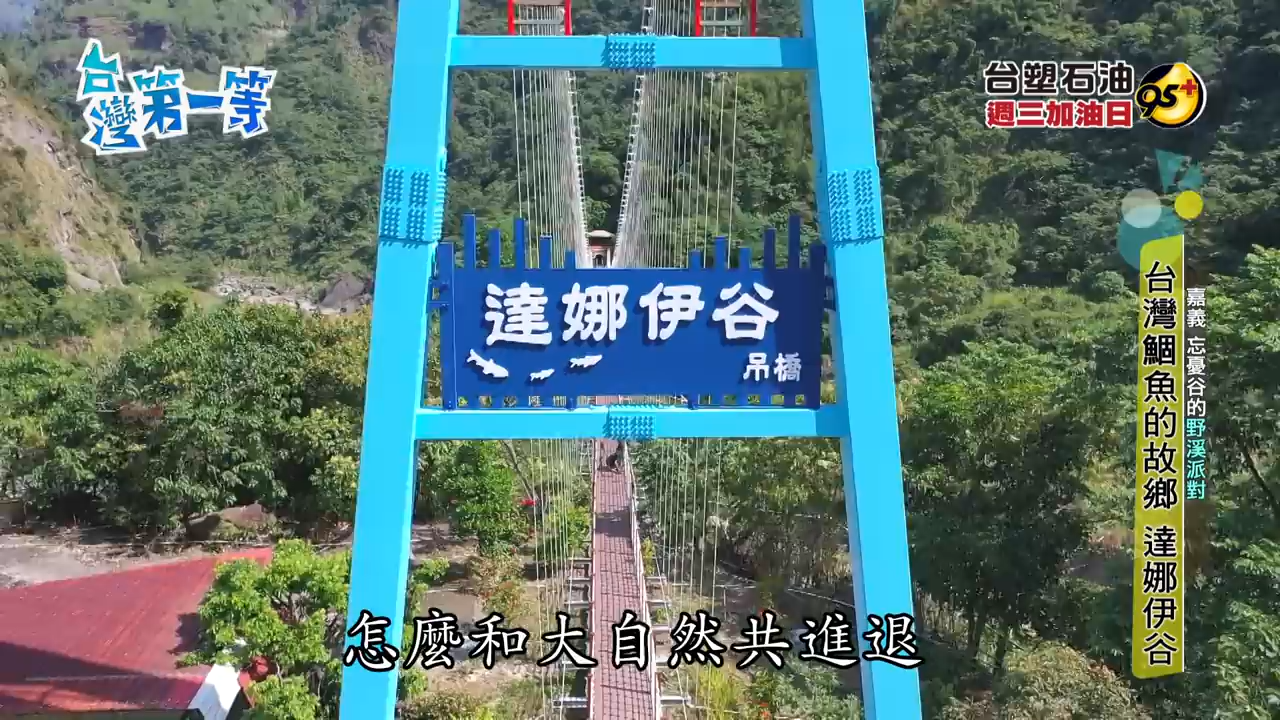 台灣第一等
台塑石油
週三加油日
95+
達娜伊谷
吊橋
嘉義 忘憂谷的野溪派對
台灣鯝魚的故鄉 達娜伊谷
怎麼和大自然共進退